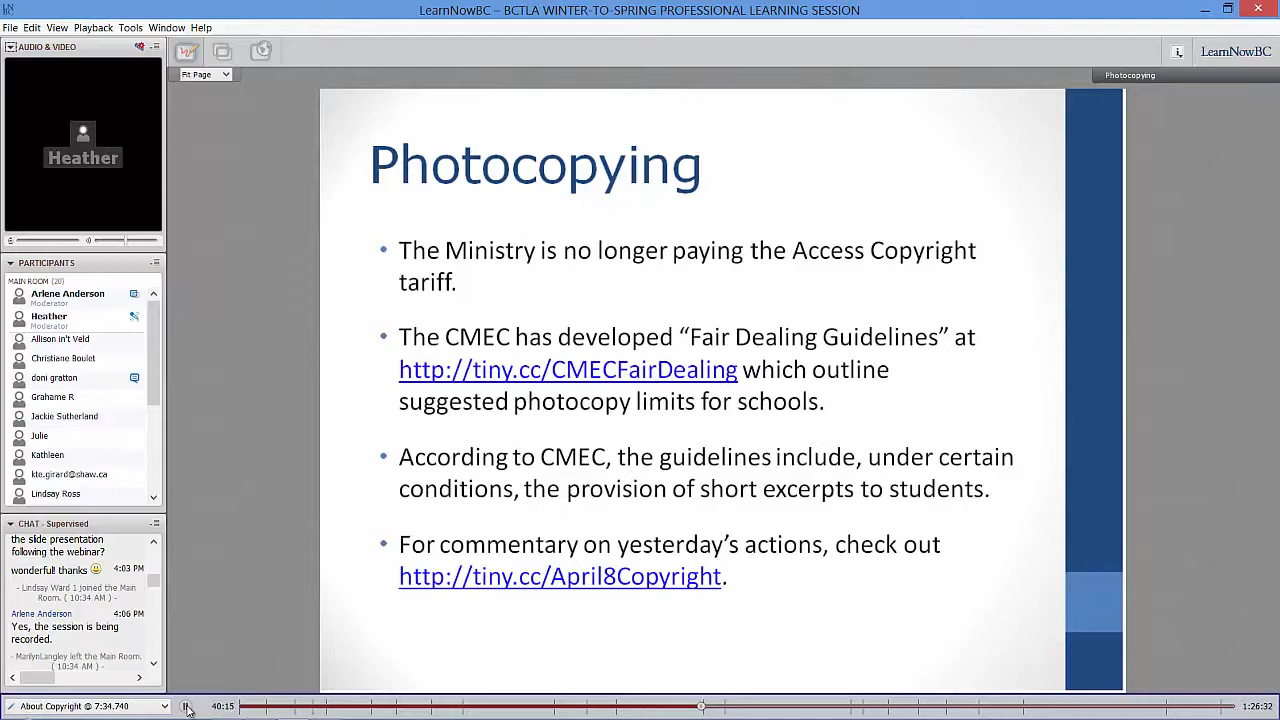 LN
BC
LearnNowBC – BCTLA WINTER-TO-SPRING PROFESSIONAL LEARNING SESSION
File Edit View Playback Tools Window Help
AUDIO & VIDEO
LearnNowBC
Fit Page
Photocopying
Heather
PARTICIPANTS
MAIN ROOM (20)
Arlene Anderson
Moderator
Heather
Moderator
Allison in't Veld
Christiane Boulet
doni gratton
Grahame R
Jackie Sutherland
Julie
Kathleen
kte.girard@shaw.ca
Lindsay Ross
CHAT - Supervised
the slide presentation
following the webinar?
wonderful! thanks 4:03 PM
- Lindsay Ward 1 joined the Main
Room. ( 10:34 AM ) -
Arlene Anderson 4:06 PM
Yes, the session is being
recorded.
- MarilynLangley left the Main Room.
( 10:34 AM ) -
Photocopying
• The Ministry is no longer paying the Access Copyright
tariff.
• The CMEC has developed “Fair Dealing Guidelines” at
http://tiny.cc/CMECFairDealing which outline
suggested photocopy limits for schools.
• According to CMEC, the guidelines include, under certain
conditions, the provision of short excerpts to students.
• For commentary on yesterday’s actions, check out
http://tiny.cc/April8Copyright.
About Copyright @ 7:34.740 40:15 1:26:32